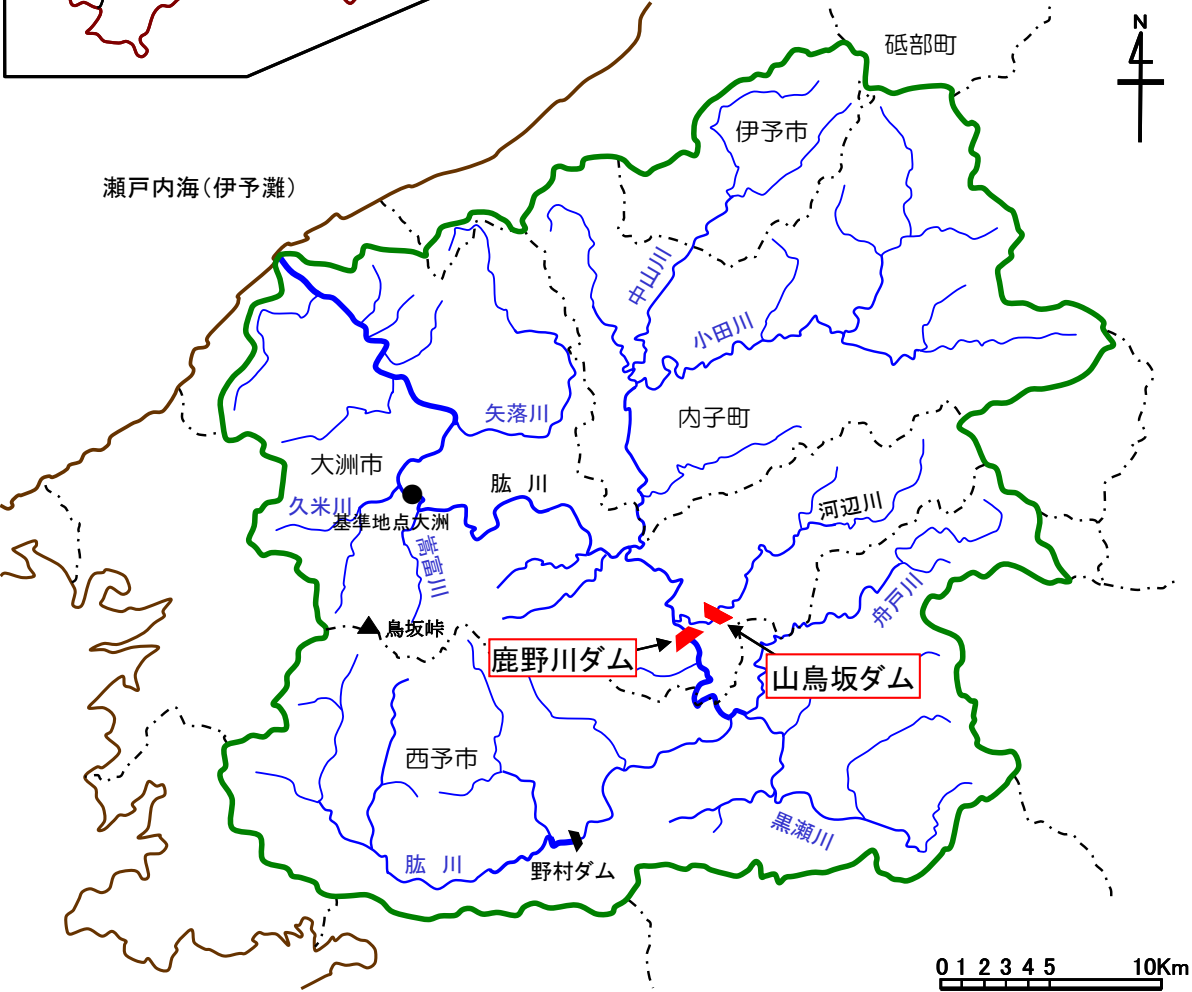 砥部町
N
伊予市
瀬戸内海(伊予灘)
中山川
小田川
矢落川
内子町
大洲市
肱 川
久米川
基準地点大洲
河辺川
嵩富川
舟戸川
鳥坂峠
鹿野川ダム
山鳥坂ダム
西予市
黒瀬川
肱 川
野村ダム
0 1 2 3 4 5 10Km